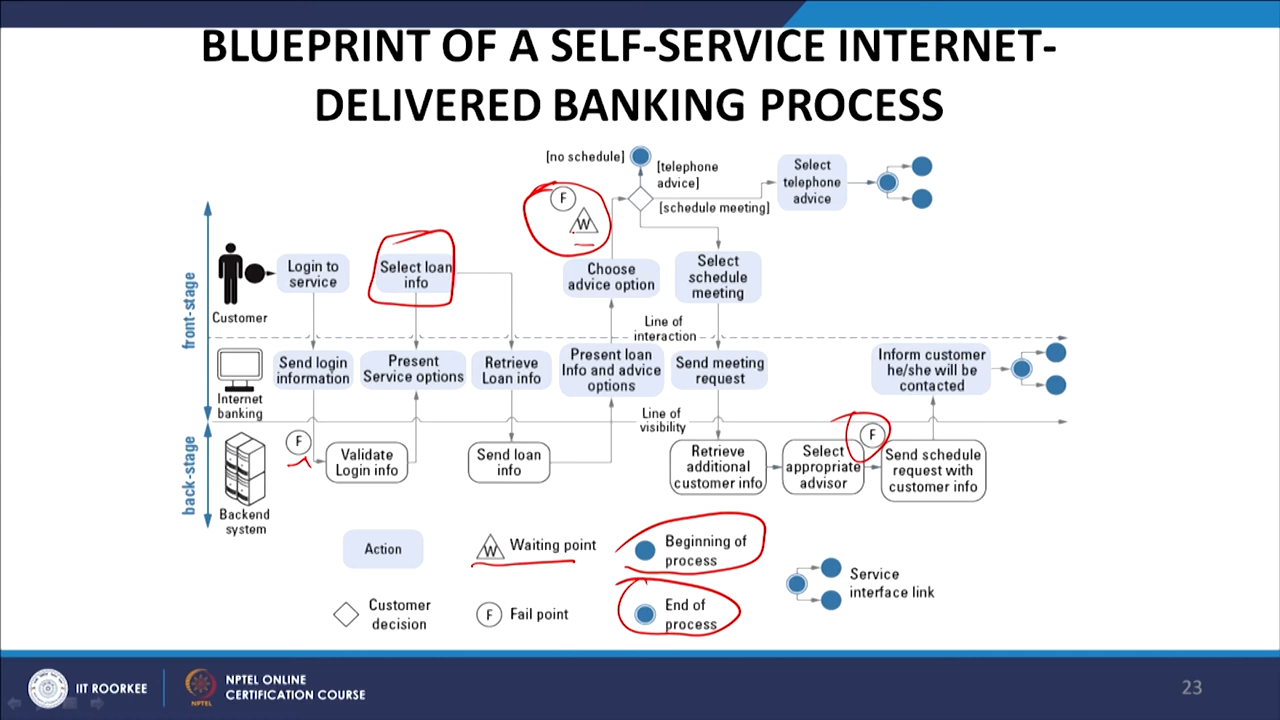 BLUEPRINT OF A SELF-SERVICE INTERNET-
DELIVERED BANKING PROCESS
[no schedule]
[telephone
advice]
[schedule meeting]
Select
telephone
advice
F
W
front-stage
Customer
Login to
service
Select loan
info
Choose
advice option
Select
schedule
meeting
Line of
interaction
Internet
banking
Send login
information
Present
Service options
Retrieve
Loan info
Present loan
Info and advice
options
Send meeting
request
Inform customer
he/she will be
contacted
Line of
visibility
back-stage
Backend
system
F
Validate
Login info
Send loan
info
Retrieve
additional
customer info
Select
appropriate
advisor
F
Send schedule
request with
customer info
Action
W
Waiting point
Beginning of
process
Service
interface link
Customer
decision
F
Fail point
End of
process
IIT ROORKEE
NPTEL
NPTEL ONLINE
CERTIFICATION COURSE
23